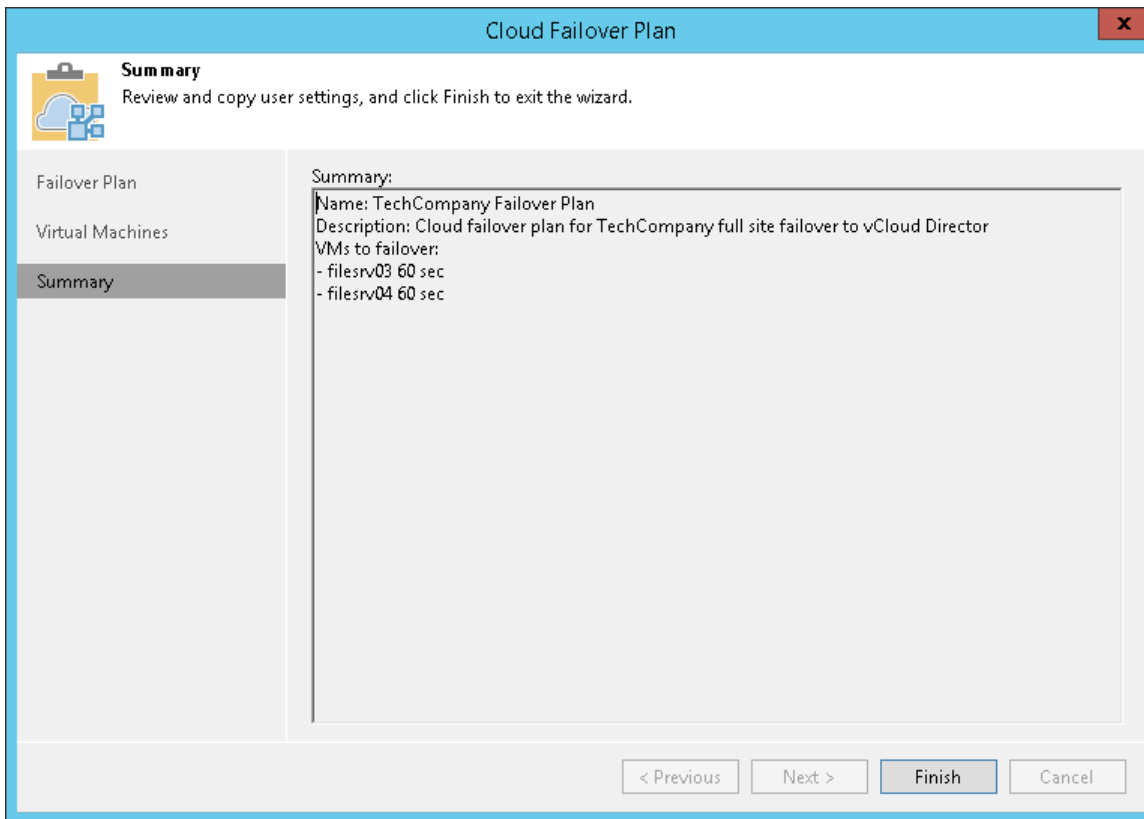 Cloud Failover Plan
x
Summary
Review and copy user settings, and click Finish to exit the wizard.
Failover Plan
Virtual Machines
Summary
Summary:
Name: TechCompany Failover Plan
Description: Cloud failover plan for TechCompany full site failover to vCloud Director
VMs to failover:
- filesrv03 60 sec
- filesrv04 60 sec
< Previous
Next >
Finish
Cancel